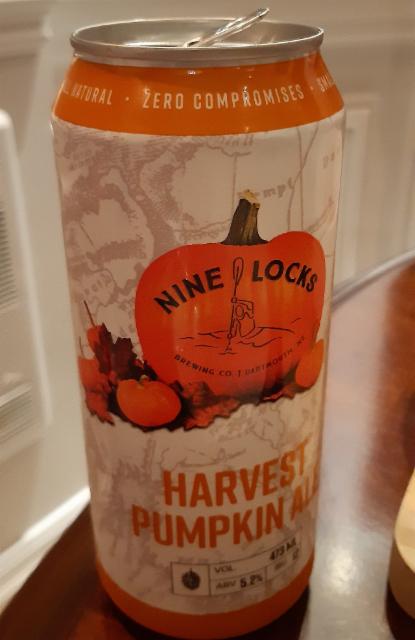 NATURAL · ZERO COMPROMISES ·
NINE LOCKS
BREWING CO. | DARTMOUTH, NS
HARVEST
PUMPKIN ALE
VOL. 473 ML
ABV 5.2%